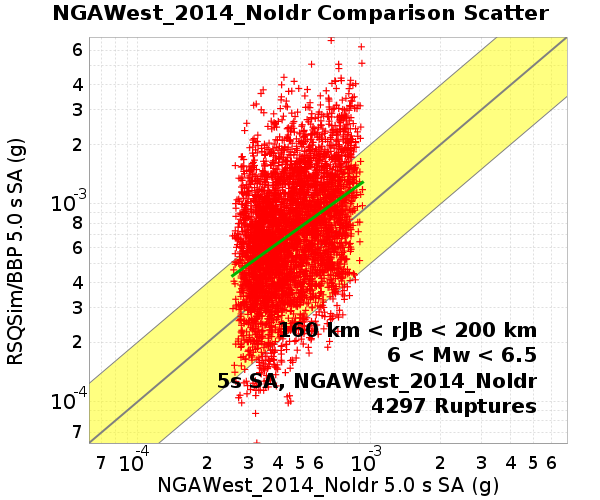 NGAWest_2014_NoIdr Comparison Scatter
RSQSim/BBP 5.0 s SA (g)
6
4
3
2
10-3
8
6
4
3
2
10-4
7
160 km < rJB < 200 km
6 < Mw < 6.5
5s SA, NGAWest_2014_NoIdr
4297 Ruptures
7 10-4 2 3 4 5 6 10-3 2 3 4 5 6
NGAWest_2014_NoIdr 5.0 s SA (g)